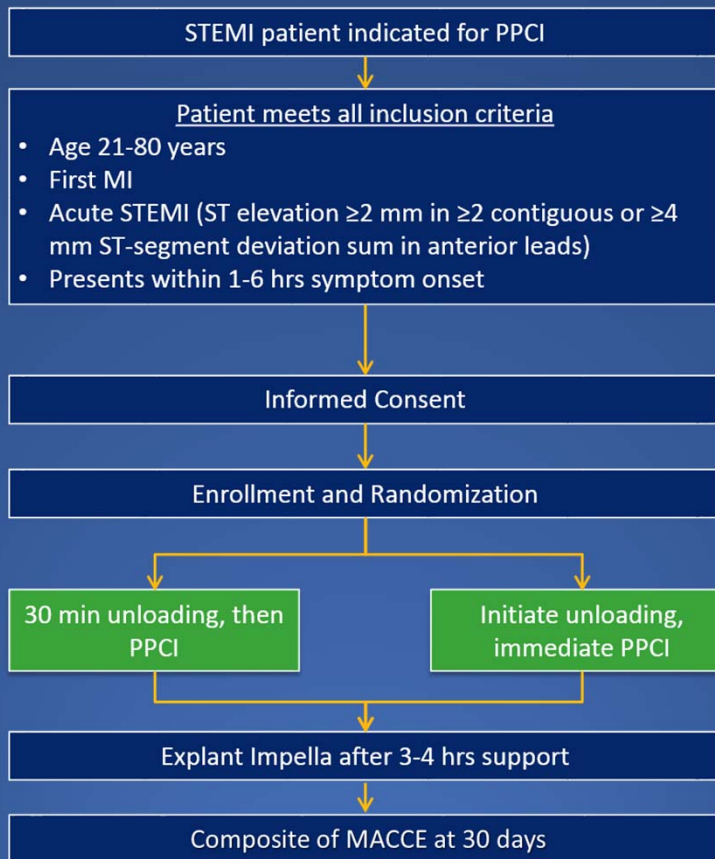 STEMI patient indicated for PPCI
Patient meets all inclusion criteria
• Age 21-80 years
• First MI
• Acute STEMI (ST elevation ≥2 mm in ≥2 contiguous or ≥4
mm ST-segment deviation sum in anterior leads)
• Presents within 1-6 hrs symptom onset
Informed Consent
Enrollment and Randomization
30 min unloading, then
PPCI
Initiate unloading,
immediate PPCI
Explant Impella after 3-4 hrs support
Composite of MACCE at 30 days